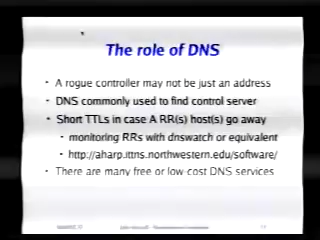 The role of DNS
• A rogue controller may not be just an address
• DNS commonly used to find control server
• Short TTLs in case A RR(s) host(s) go away
• monitoring RRs with dnswatch or equivalent
• http://aharp.ittns.northwestern.edu/software/
• There are many free or low-cost DNS services